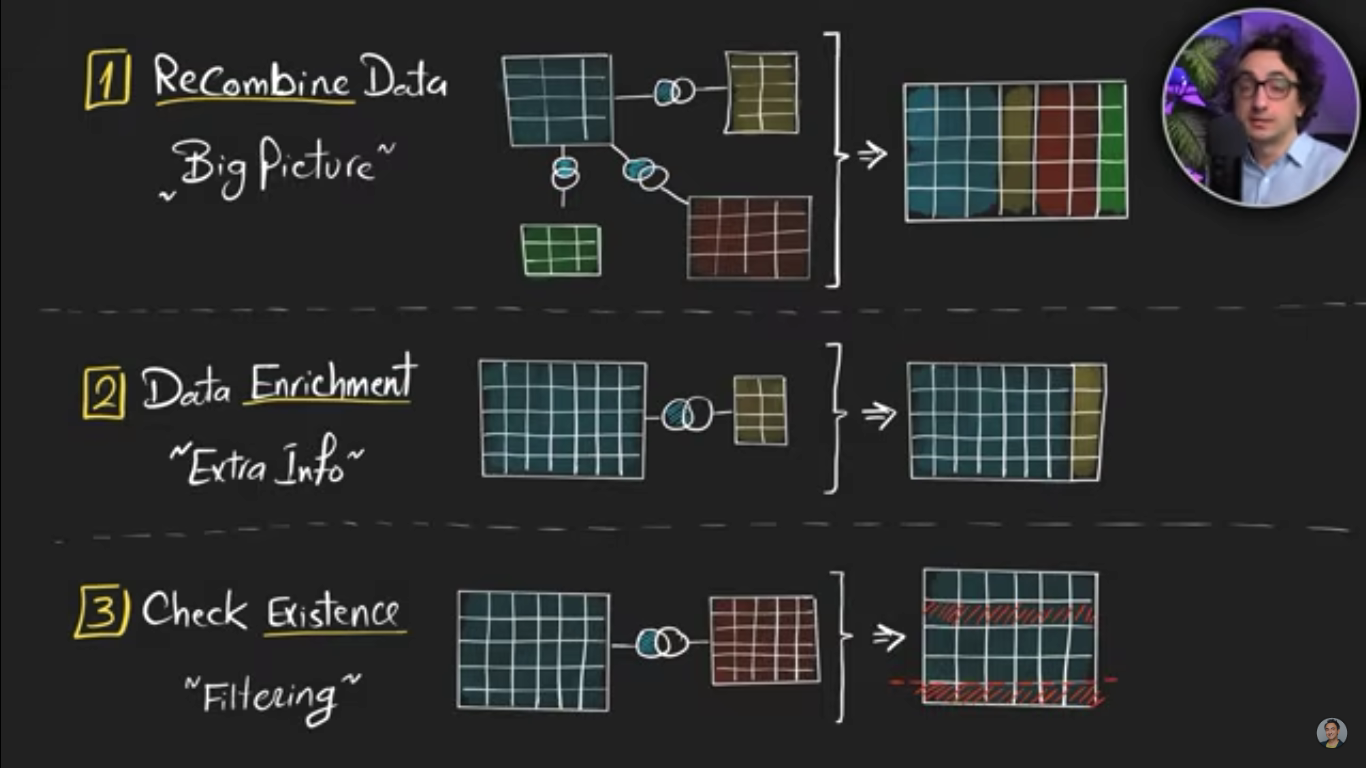 1 ReCombine Data
~Big Picture~
2 Data Enrichment
~Extra Info~
3 Check Existence
~Filtering~